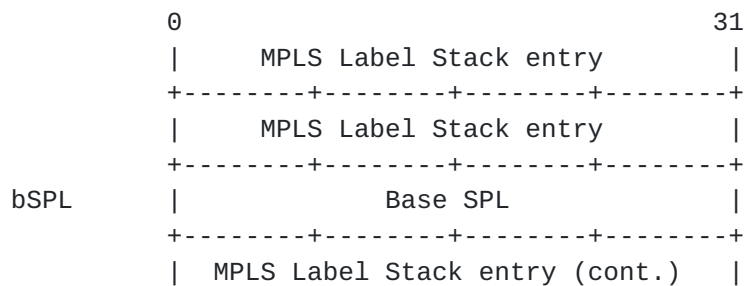 0 31
| MPLS Label Stack entry |
+--------+--------+--------+--------+
| MPLS Label Stack entry |
+--------+--------+--------+--------+
bSPL | Base SPL |
+--------+--------+--------+--------+
| MPLS Label Stack entry (cont.) |